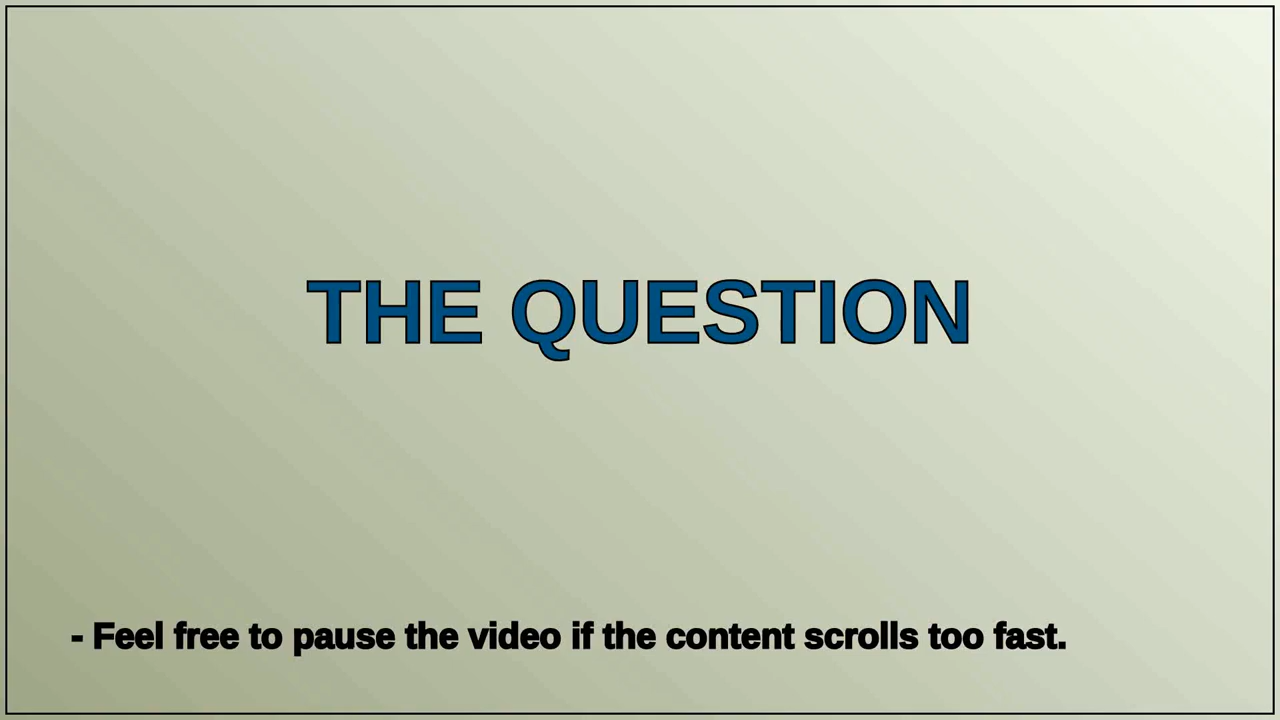 THE QUESTION
- Feel free to pause the video if the content scrolls too fast.